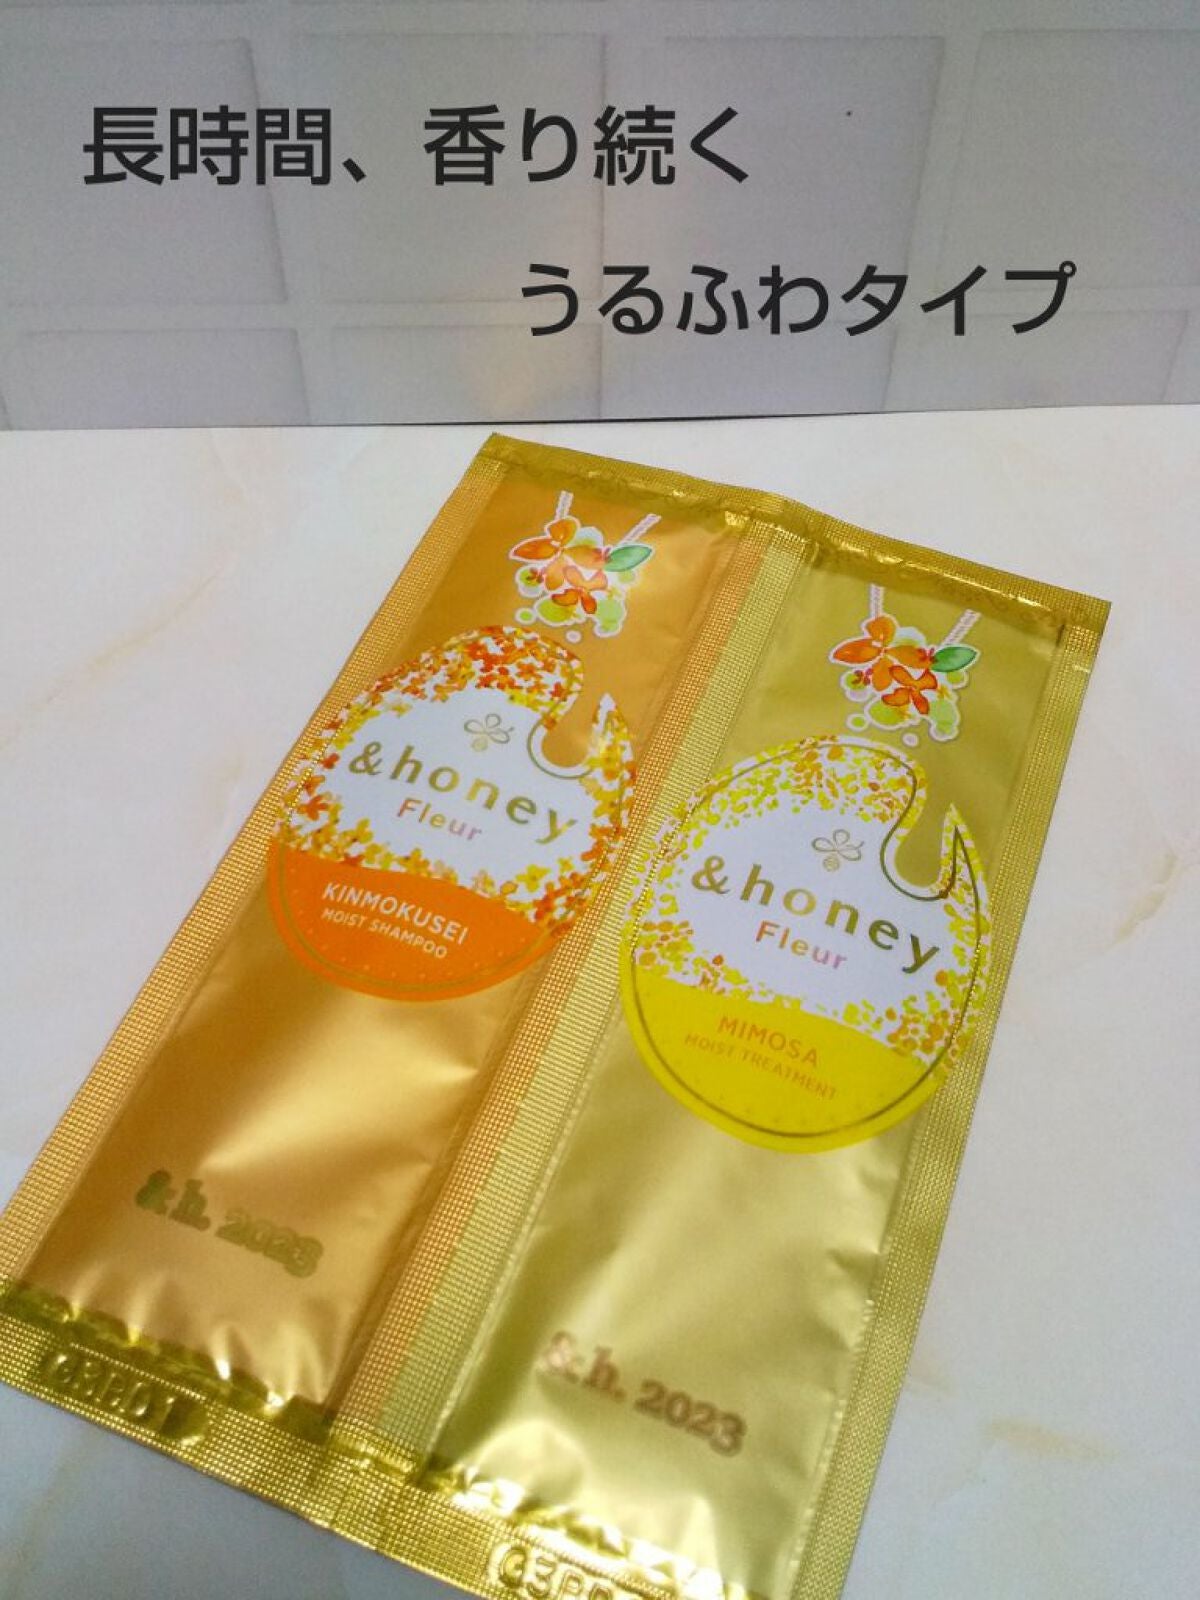 長時間、香り続く
うるふわタイプ
&honey
Fleur
KINMOKUSEI
MOIST SHAMPOO
&h. 2023
&honey
Fleur
MIMOSA
MOIST TREATMENT
&h. 2023